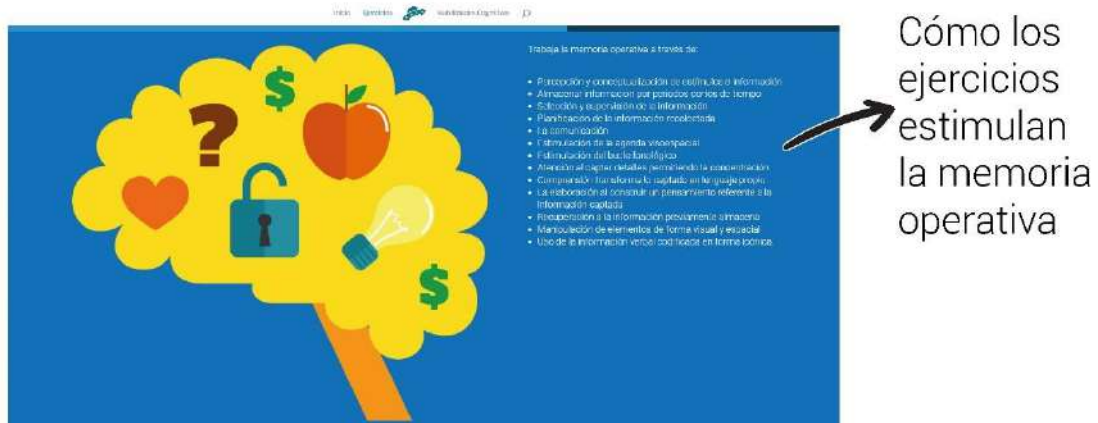 Inicio Ejercicios Habilidades Cognitivas
Trabaja la memoria operativa a través de:
• Percepción y conceptualización de estímulos e información
• Almacenar información por periodos cortos de tiempo
• Selección y supervisión de la información
• Planificación de la información recolectada
• La comunicación
• Estimulación de la agenda visoespacial
• Estimulación del bucle fonológico
• Atención al captar detalles permitiendo la concentración
• Comprensión transforma lo captado en lenguaje propio
• La elaboración al construir un pensamiento referente a la
información captada
• Recuperación a la información previamente almacena
• Manipulación de elementos de forma visual y espacial
• Uso de la información verbal codificada en forma icónica.
?
$
$
Cómo los
ejercicios
estimulan
la memoria
operativa